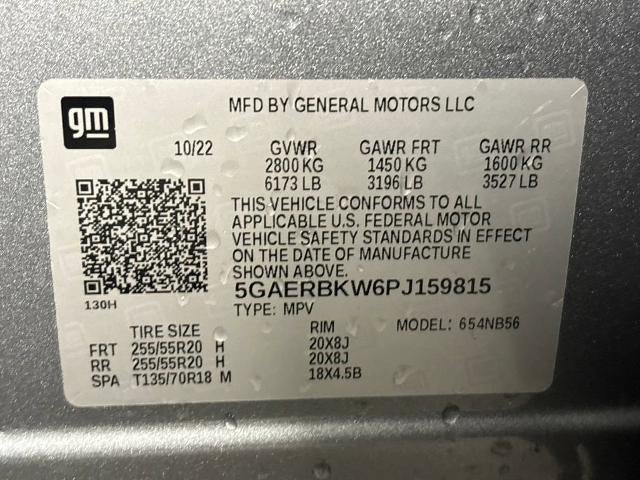 gm
MFD BY GENERAL MOTORS LLC
10/22 GVWR GAWR FRT GAWR RR
2800 KG 1450 KG 1600 KG
6173 LB 3196 LB 3527 LB
THIS VEHICLE CONFORMS TO ALL
APPLICABLE U.S. FEDERAL MOTOR
VEHICLE SAFETY STANDARDS IN EFFECT
ON THE DATE OF MANUFACTURE
SHOWN ABOVE.
130H
5GAERBKW6PJ159815
TYPE: MPV
TIRE SIZE RIM MODEL: 654NB56
FRT 255/55R20 H 20X8J
RR 255/55R20 H 20X8J
SPA T135/70R18 M 18X4.5B